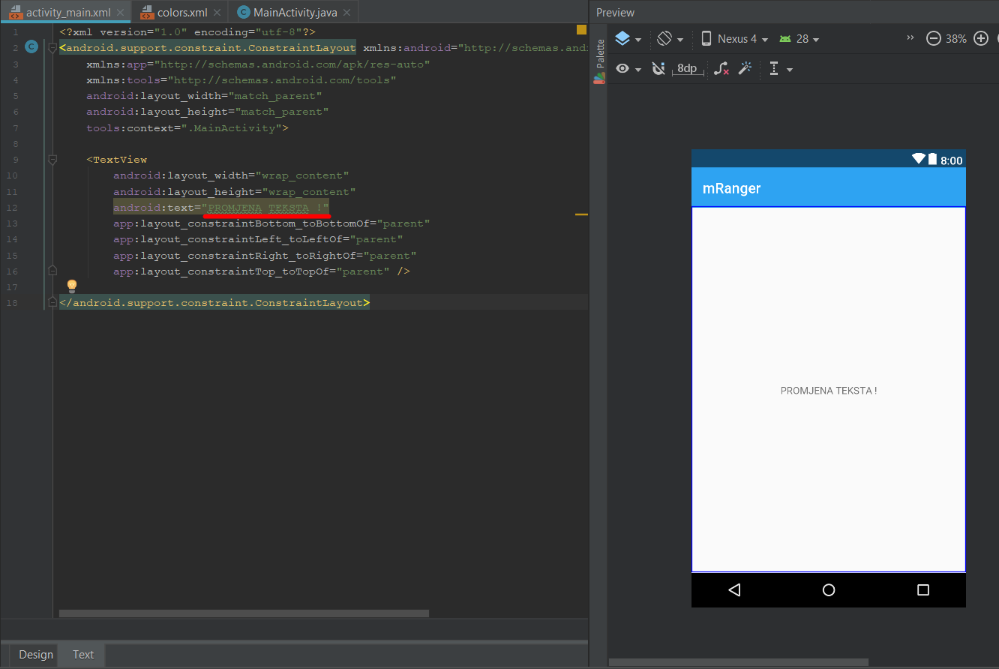 activity_main.xml
colors.xml
MainActivity.java
Preview
1 <?xml version="1.0" encoding="utf-8"?>
2 <android.support.constraint.ConstraintLayout xmlns:android="http://schemas.and
3 xmlns:app="http://schemas.android.com/apk/res-auto"
4 xmlns:tools="http://schemas.android.com/tools"
5 android:layout_width="match_parent"
6 android:layout_height="match_parent"
7 tools:context=".MainActivity">
8
9 <TextView
10 android:layout_width="wrap_content"
11 android:layout_height="wrap_content"
12 android:text="PROMJENA TEKSTA !"
13 app:layout_constraintBottom_toBottomOf="parent"
14 app:layout_constraintLeft_toLeftOf="parent"
15 app:layout_constraintRight_toRightOf="parent"
16 app:layout_constraintTop_toTopOf="parent" />
17
18 </android.support.constraint.ConstraintLayout>
C
C
Design
Text
Palette
Nexus 4
28
»
38%
8dp
8:00
mRanger
PROMJENA TEKSTA !